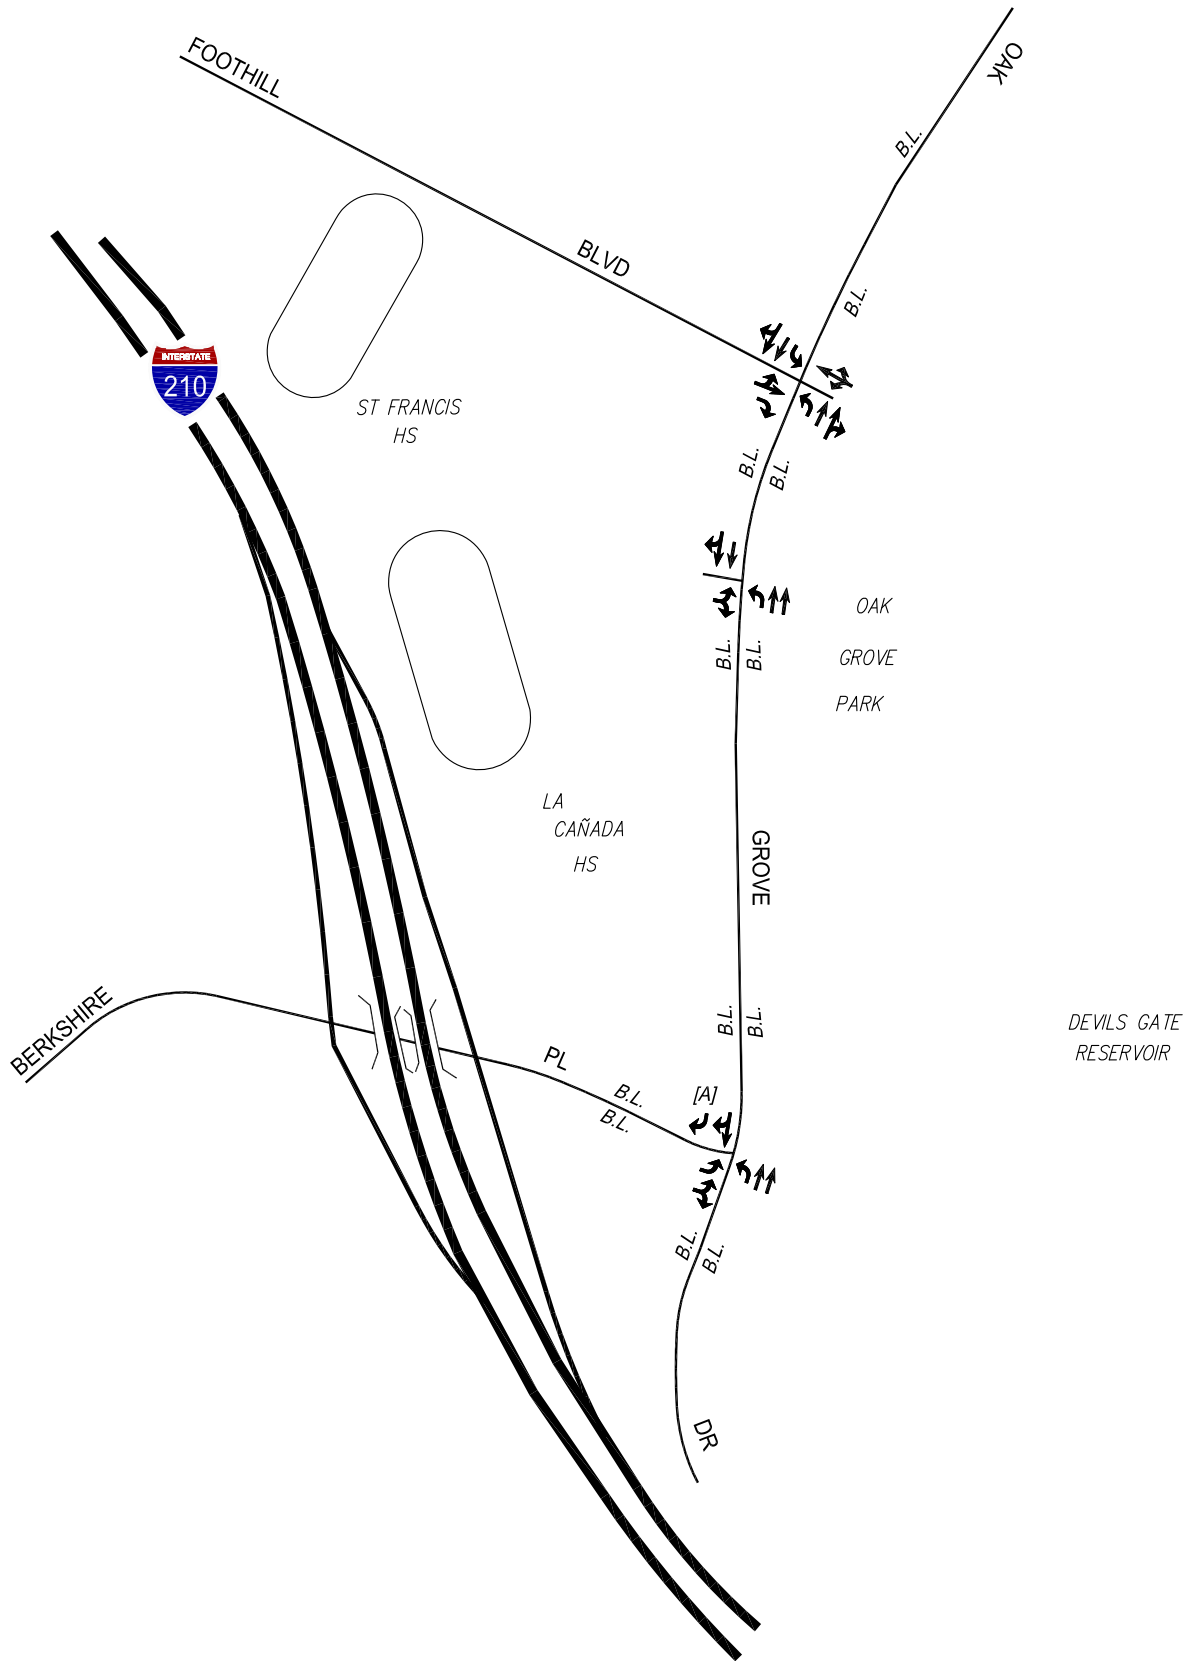 OAK
FOOTHILL
B.L.
BLVD
B.L.
INTERSTATE
210
ST FRANCIS
HS
B.L.
B.L.
OAK
GROVE
PARK
B.L.
B.L.
LA
CAÑADA
HS
GROVE
BERKSHIRE
B.L.
B.L.
DEVILS GATE
RESERVOIR
PL
B.L.
B.L.
[A]
B.L.
B.L.
DR